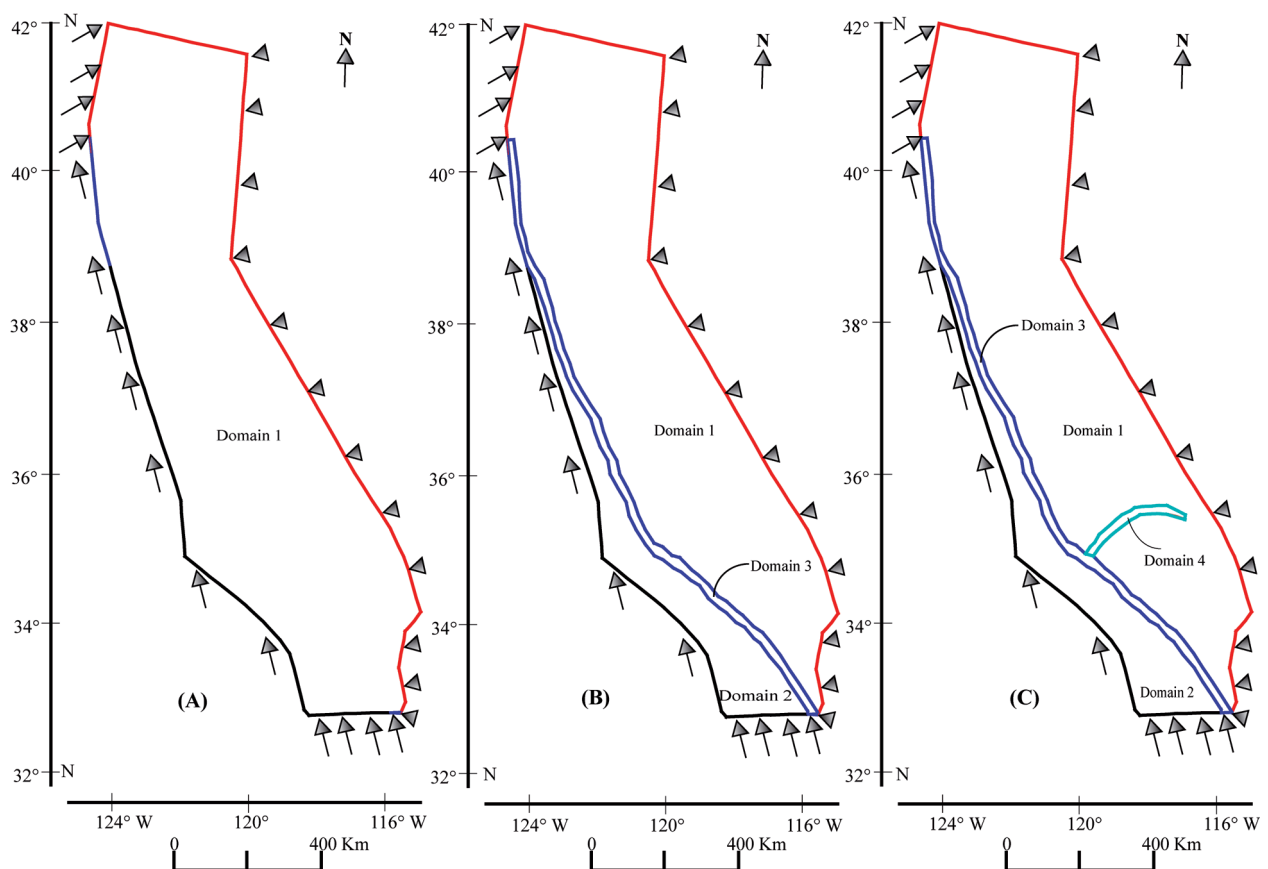 42° N
N
40°
38°
Domain 1
36°
34°
(A)
32° N
124° W 120° 116° W
0 400 Km
42° N
N
40°
38°
Domain 1
36°
Domain 3
34°
(B)
Domain 2
32° N
124° W 120° 116° W
0 400 Km
42° N
N
40°
38°
Domain 3
Domain 1
36°
Domain 4
34°
(C)
Domain 2
32° N
124° W 120° 116° W
0 400 Km